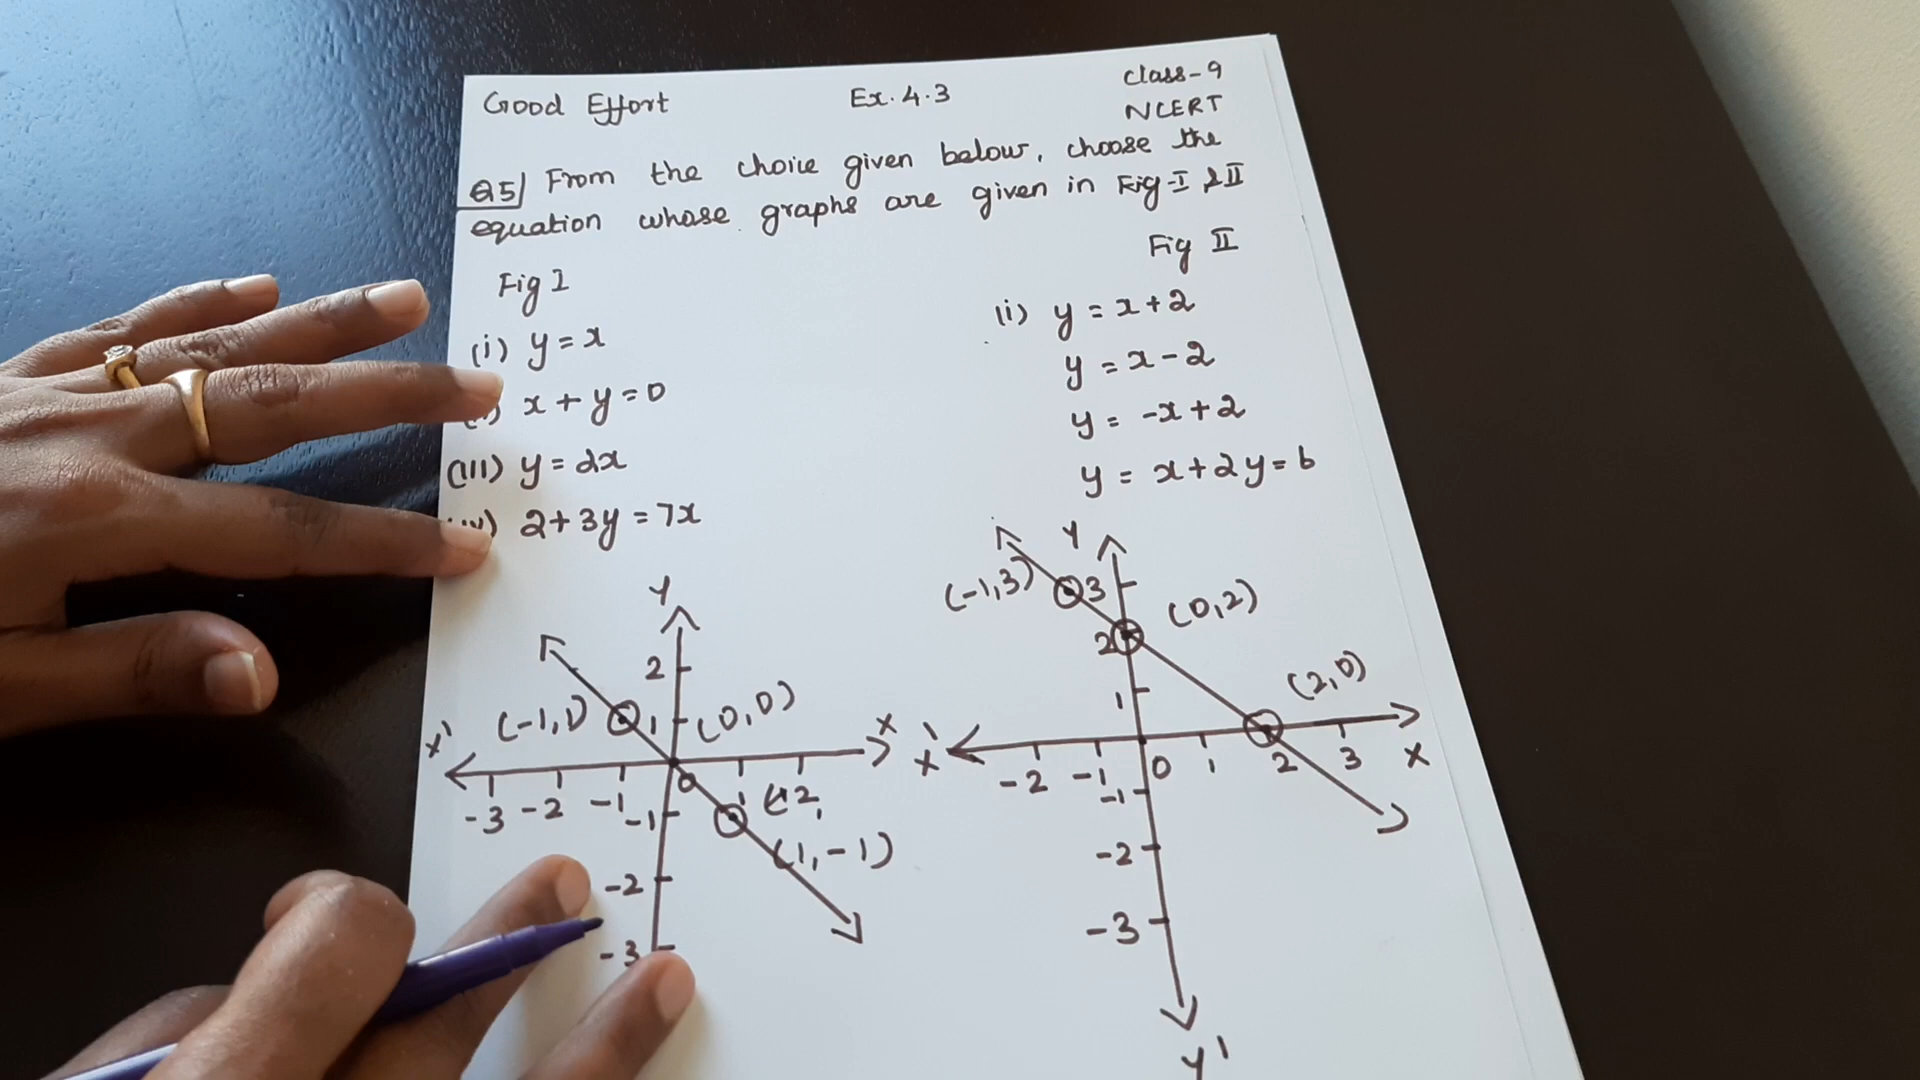 Good Effort Ex. 4.3 Class-9
NCERT
Q5/ From the choice given below, choose the
equation whose graphs are given in Fig-I & II
Fig I
(i) y = x
x + y = 0
(III) y = 2x
2 + 3y = 7x
Fig II
(i) y = x + 2
y = x - 2
y = -x + 2
y = x + 2y = 6
Y
2
(-1,1) 1 (0,0)
X' X
-3 -2 -1 0 1 2
-1
(1,-1)
-2
-3
Y
(-1,3) 3
2 (0,2)
1 (2,0)
X' X
-2 -1 0 1 2 3
-1
-2
-3
Y'